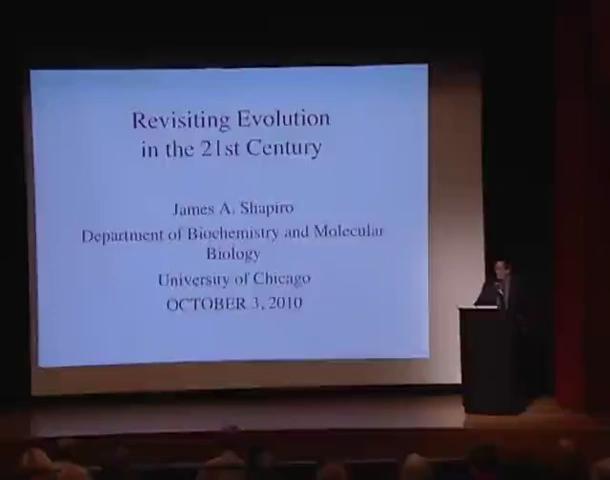 Revisiting Evolution
in the 21st Century
James A. Shapiro
Department of Biochemistry and Molecular
Biology
University of Chicago
OCTOBER 3, 2010